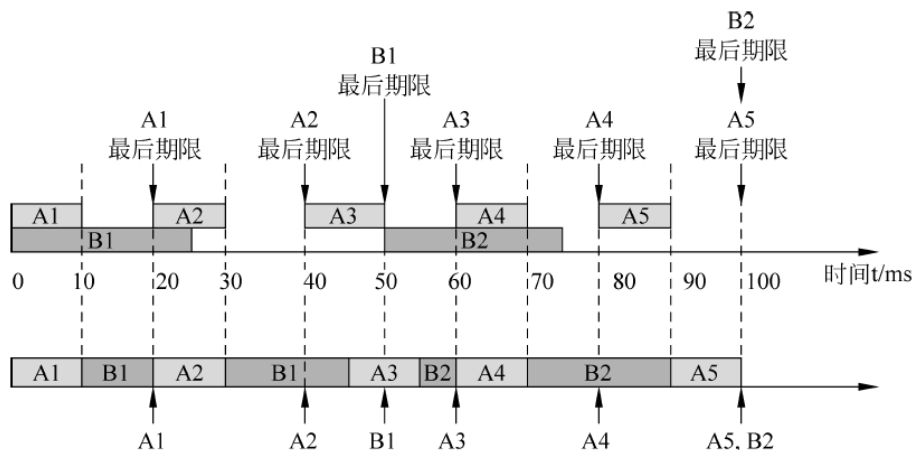 B2
最后期限
B1
最后期限
A1
最后期限
A2
最后期限
A3
最后期限
A4
最后期限
A5
最后期限
A1 A2 A3 A4 A5
B1 B2
0 10 20 30 40 50 60 70 80 90 100 时间t/ms
A1 B1 A2 B1 A3 B2 A4 B2 A5
A1 A2 B1 A3 A4 A5, B2